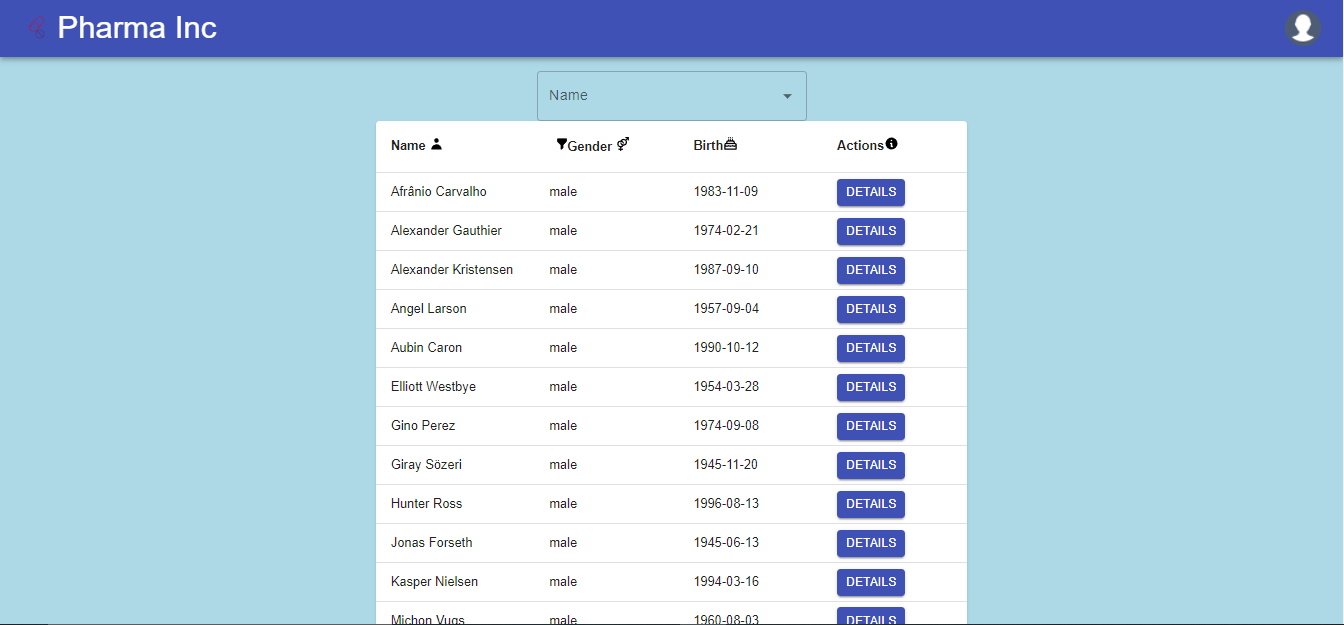 Pharma Inc
Name
Name Gender Birth Actions
Afrânio Carvalho male 1983-11-09 DETAILS
Alexander Gauthier male 1974-02-21 DETAILS
Alexander Kristensen male 1987-09-10 DETAILS
Angel Larson male 1957-09-04 DETAILS
Aubin Caron male 1990-10-12 DETAILS
Elliott Westbye male 1954-03-28 DETAILS
Gino Perez male 1974-09-08 DETAILS
Giray Sözeri male 1945-11-20 DETAILS
Hunter Ross male 1996-08-13 DETAILS
Jonas Forseth male 1945-06-13 DETAILS
Kasper Nielsen male 1994-03-16 DETAILS
Michon Vugs male 1960-08-03 DETAILS